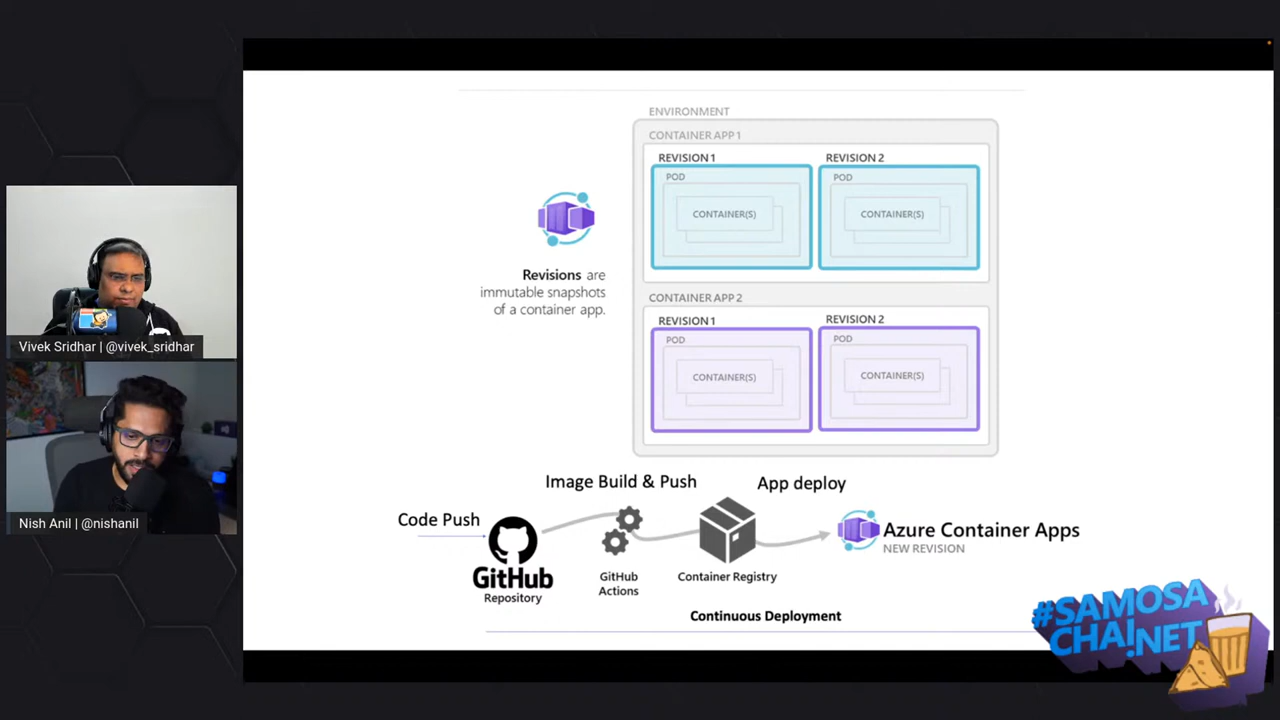 ENVIRONMENT
CONTAINER APP 1
REVISION 1
REVISION 2
POD
POD
CONTAINER(S)
CONTAINER(S)
Revisions are
immutable snapshots
of a container app.
CONTAINER APP 2
REVISION 1
REVISION 2
POD
POD
CONTAINER(S)
CONTAINER(S)
Vivek Sridhar | @vivek_sridhar
Nish Anil | @nishanil
Image Build & Push
App deploy
Code Push
GitHub
Repository
GitHub
Actions
Container Registry
Azure Container Apps
NEW REVISION
Continuous Deployment
#SAMOSA
CHA!.NET